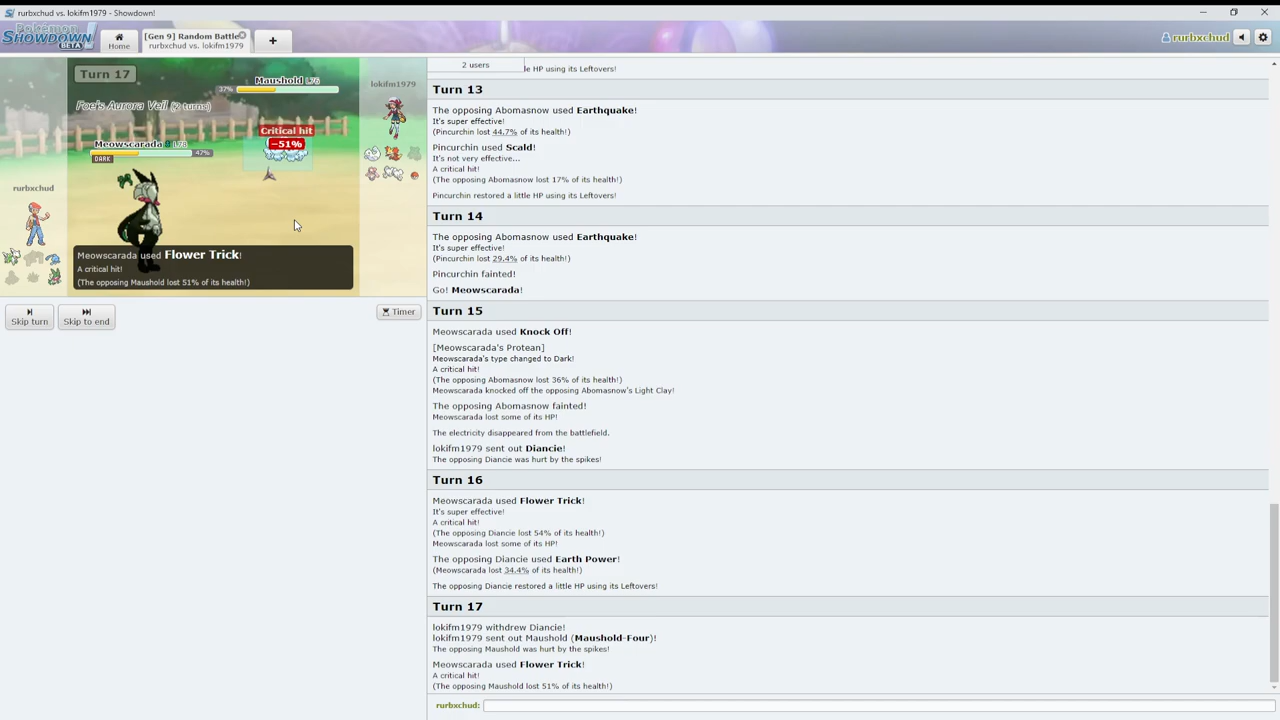 rurbxchud vs. lokifm1979 - Showdown!
Pokémon
SHOWDOWN!
BETA
Home
[Gen 9] Random Battle
rurbxchud vs. lokifm1979
+
rurbxchud
Turn 17
Foe's Aurora Veil (2 turns)
Maushold L76
37%
Critical hit
−51%
Meowscarada L78
47%
DARK
lokifm1979
rurbxchud
Meowscarada used Flower Trick!
A critical hit!
(The opposing Maushold lost 51% of its health!)
Skip turn
Skip to end
Timer
2 users
le HP using its Leftovers!
Turn 13
The opposing Abomasnow used Earthquake!
It's super effective!
(Pincurchin lost 44.7% of its health!)
Pincurchin used Scald!
It's not very effective...
A critical hit!
(The opposing Abomasnow lost 17% of its health!)
Pincurchin restored a little HP using its Leftovers!
Turn 14
The opposing Abomasnow used Earthquake!
It's super effective!
(Pincurchin lost 29.4% of its health!)
Pincurchin fainted!
Go! Meowscarada!
Turn 15
Meowscarada used Knock Off!
[Meowscarada's Protean]
Meowscarada's type changed to Dark!
A critical hit!
(The opposing Abomasnow lost 36% of its health!)
Meowscarada knocked off the opposing Abomasnow's Light Clay!
The opposing Abomasnow fainted!
Meowscarada lost some of its HP!
The electricity disappeared from the battlefield.
lokifm1979 sent out Diancie!
The opposing Diancie was hurt by the spikes!
Turn 16
Meowscarada used Flower Trick!
It's super effective!
A critical hit!
(The opposing Diancie lost 54% of its health!)
Meowscarada lost some of its HP!
The opposing Diancie used Earth Power!
(Meowscarada lost 34.4% of its health!)
The opposing Diancie restored a little HP using its Leftovers!
Turn 17
lokifm1979 withdrew Diancie!
lokifm1979 sent out Maushold (Maushold-Four)!
The opposing Maushold was hurt by the spikes!
Meowscarada used Flower Trick!
A critical hit!
(The opposing Maushold lost 51% of its health!)
rurbxchud: